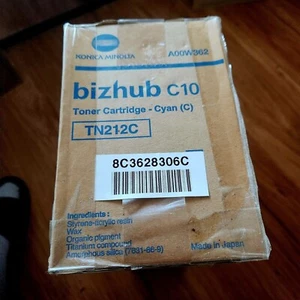 KONICA MINOLTA
A00W362
bizhub C10
Toner Cartridge - Cyan (C)
TN212C
8C3628306C
Ingredients :
Styrene-acrylic resin
Wax
Organic pigment
Titanium compound
Amorphous silica (7631-86-9)
Made in Japan